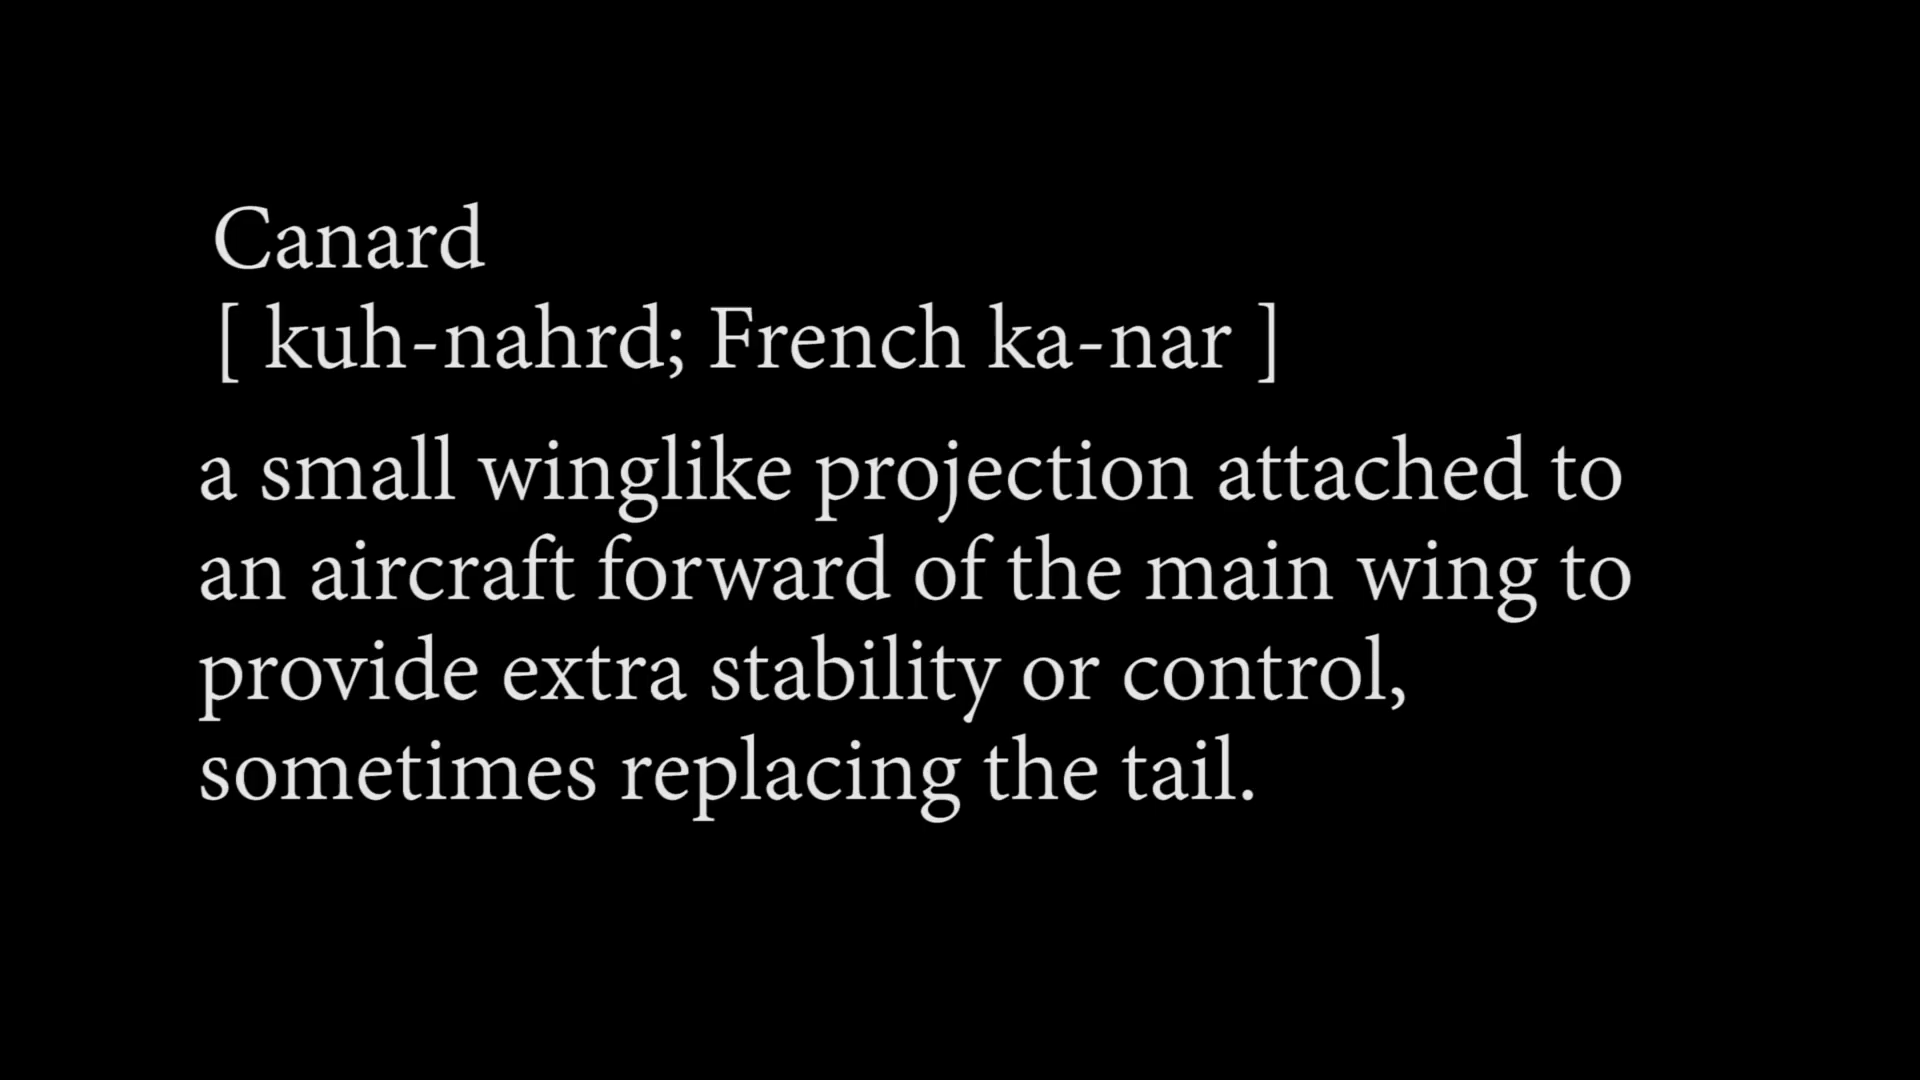 Canard
[ kuh-nahrd; French ka-nar ]
a small winglike projection attached to
an aircraft forward of the main wing to
provide extra stability or control,
sometimes replacing the tail.